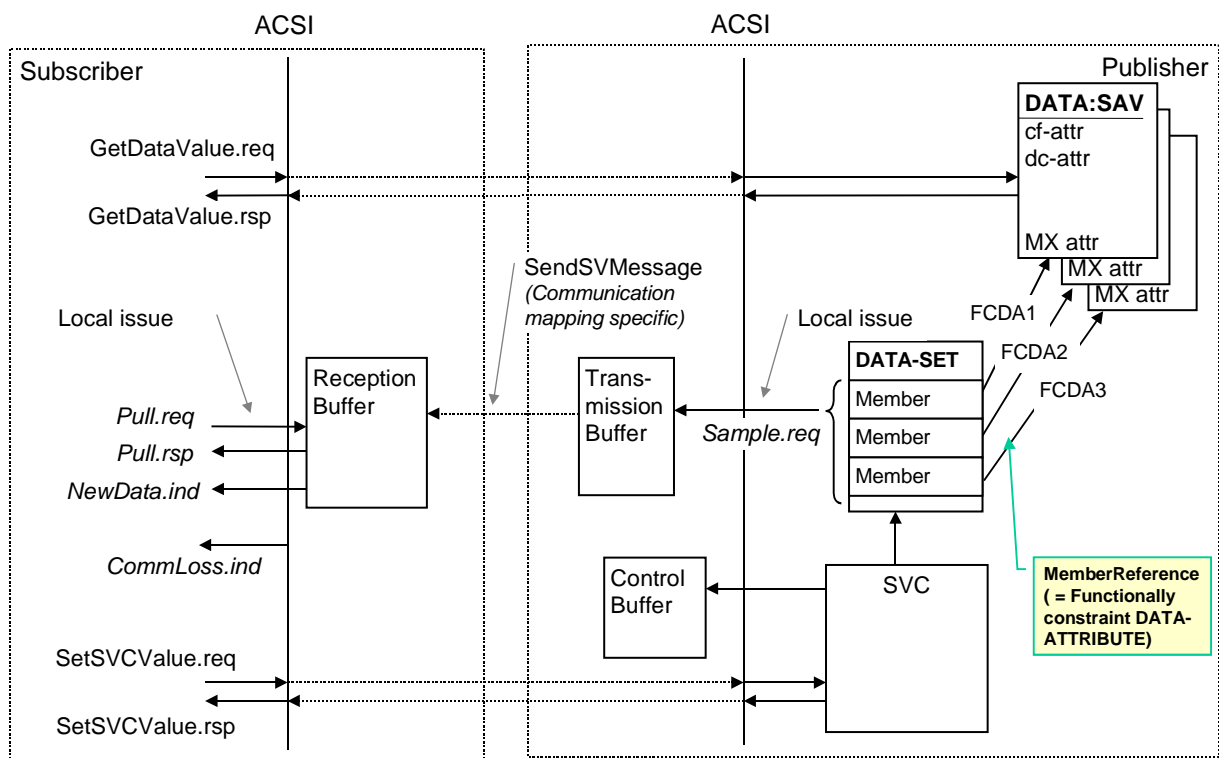 ACSI
ACSI
Subscriber
Publisher
DATA:SAV
cf-attr
dc-attr
MX attr
MX attr
MX attr
GetDataValue.req
GetDataValue.rsp
SendSVMessage
(Communication
mapping specific)
Local issue
Local issue
FCDA1
FCDA2
FCDA3
Reception
Buffer
Trans-
mission
Buffer
DATA-SET
Member
Member
Member
Pull.req
Pull.rsp
NewData.ind
Sample.req
CommLoss.ind
Control
Buffer
SVC
MemberReference
( = Functionally
constraint DATA-
ATTRIBUTE)
SetSVCValue.req
SetSVCValue.rsp